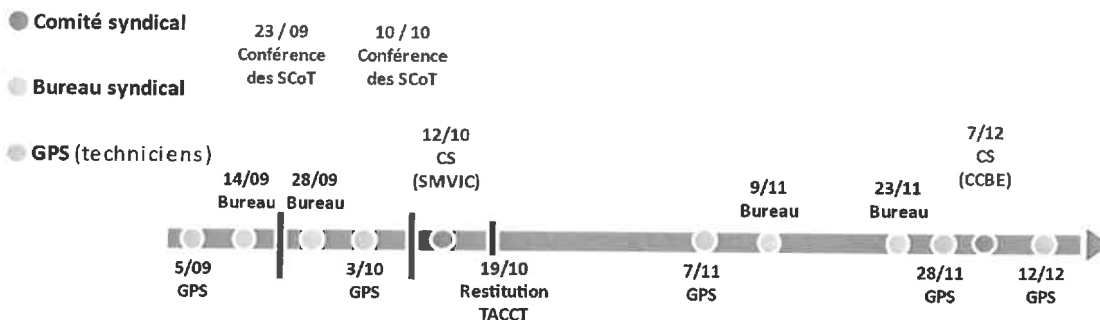 Comité syndical
Bureau syndical
GPS (techniciens)
23 / 09
Conférence
des SCoT
10 / 10
Conférence
des SCoT
12/10
CS
(SMVIC)
7/12
CS
(CCBE)
14/09
Bureau
28/09
Bureau
9/11
Bureau
23/11
Bureau
5/09
GPS
3/10
GPS
19/10
Restitution
TACCT
7/11
GPS
28/11
GPS
12/12
GPS